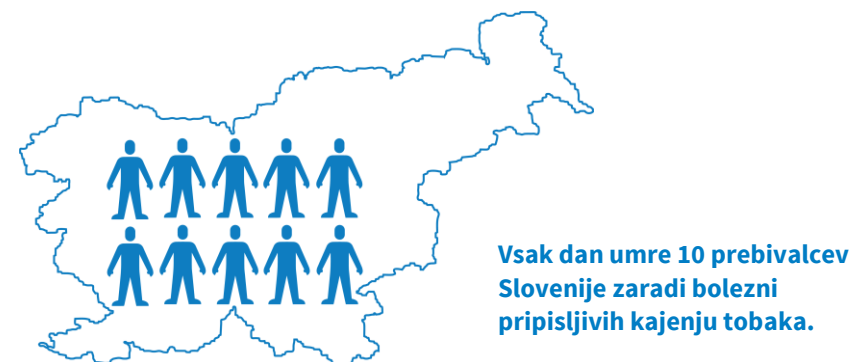 Vsak dan umre 10 prebivalcev
Slovenije zaradi bolezni
pripisljivih kajenju tobaka.